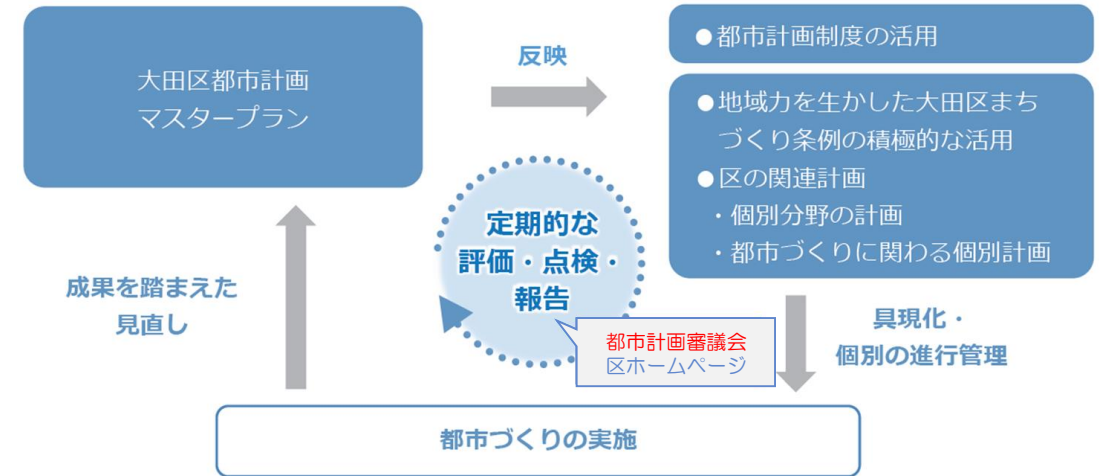 大田区都市計画
マスタープラン
反映
●都市計画制度の活用
●地域力を生かした大田区まち
づくり条例の積極的な活用
●区の関連計画
・個別分野の計画
・都市づくりに関わる個別計画
定期的な
評価・点検・
報告
都市計画審議会
区ホームページ
成果を踏まえた
見直し
具現化・
個別の進行管理
都市づくりの実施